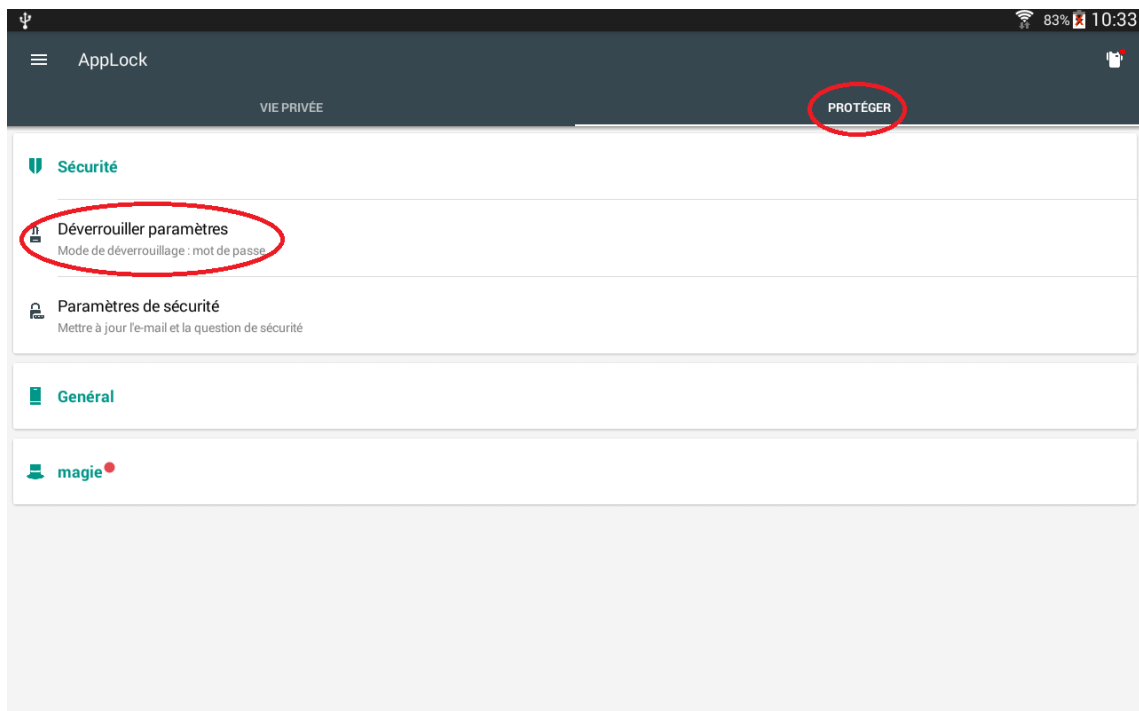 83% 10:33
AppLock
VIE PRIVÉE PROTÉGER
Sécurité
Déverrouiller paramètres
Mode de déverrouillage : mot de passe
Paramètres de sécurité
Mettre à jour l'e-mail et la question de sécurité
Genéral
magie